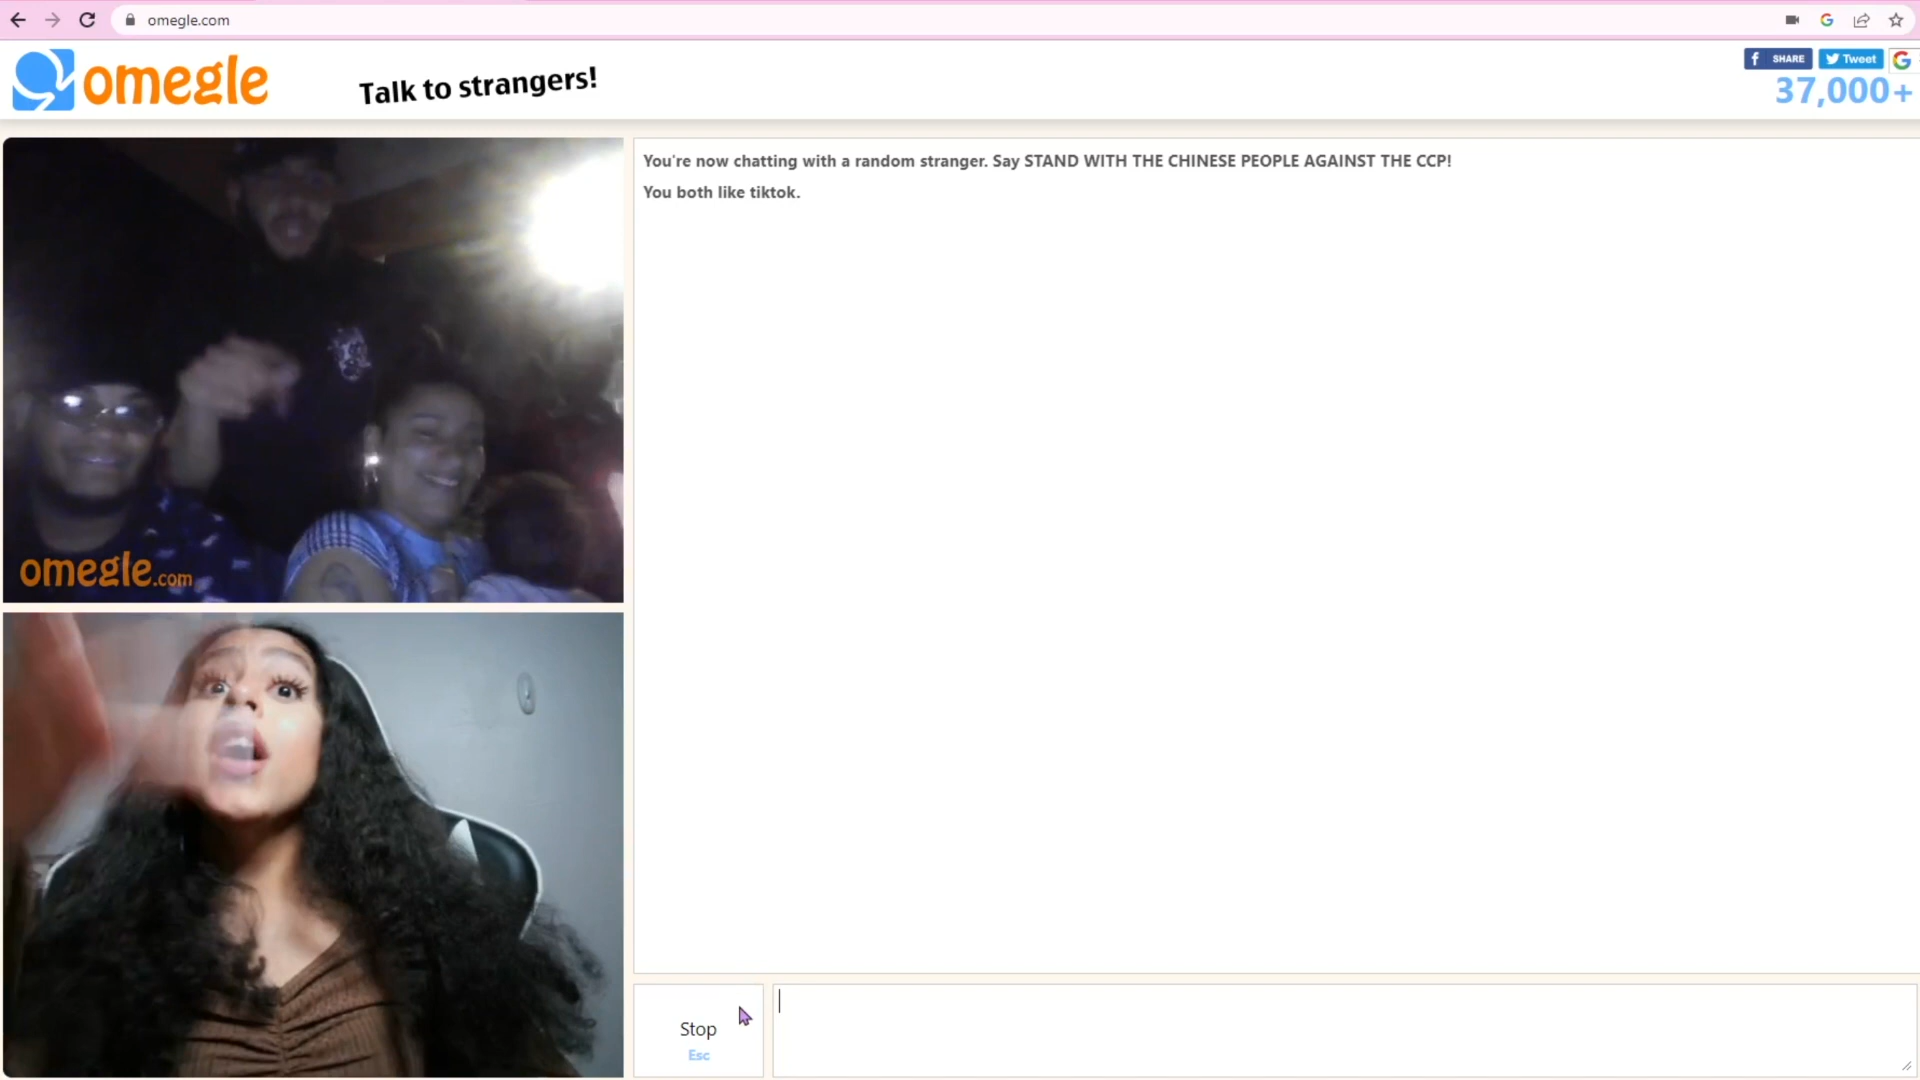 omegle.com
omegle
Talk to strangers!
SHARE
Tweet
37,000+
You're now chatting with a random stranger. Say STAND WITH THE CHINESE PEOPLE AGAINST THE CCP!
You both like tiktok.
omegle.com
Stop
Esc